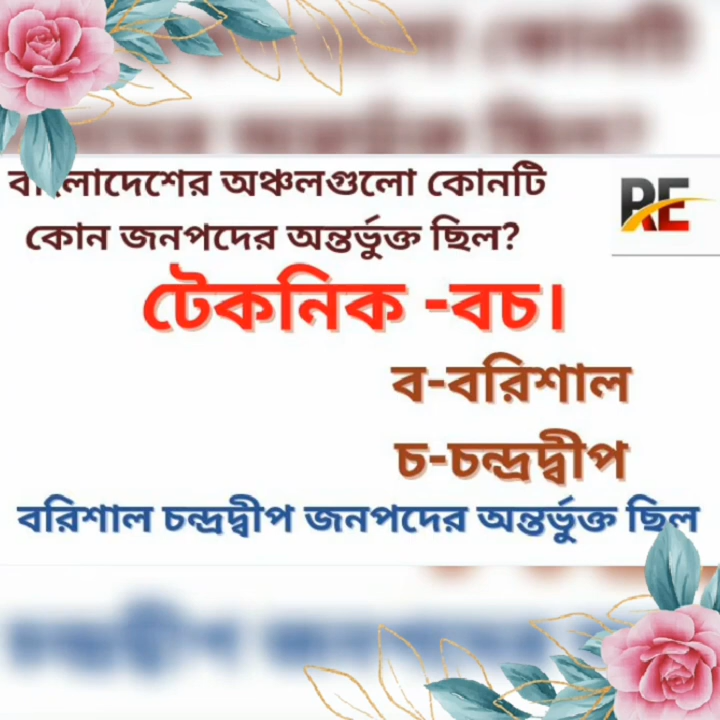 বাংলাদেশের অঞ্চলগুলো কোনটি
কোন জনপদের অন্তর্ভুক্ত ছিল?
RE
টেকনিক -বচ।
ব-বরিশাল
চ-চন্দ্রদ্বীপ
বরিশাল চন্দ্রদ্বীপ জনপদের অন্তর্ভুক্ত ছিল